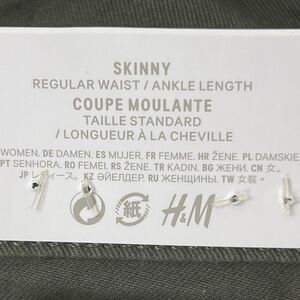 SKINNY
REGULAR WAIST / ANKLE LENGTH
COUPE MOULANTE
TAILLE STANDARD
/ LONGUEUR À LA CHEVILLE
WOMEN. DE DAMEN. ES MUJER. FR FEMME. HR ŽENE. PL DAMSKIE
PT SENHORA. RO FEMEI. RS ŽENE. TR KADIN. BG ЖЕНИ. CN 女。
JP レディース。 KZ ӘЙЕЛДЕР. RU ЖЕНЩИНЫ. TW 女裝。
紙 H&M